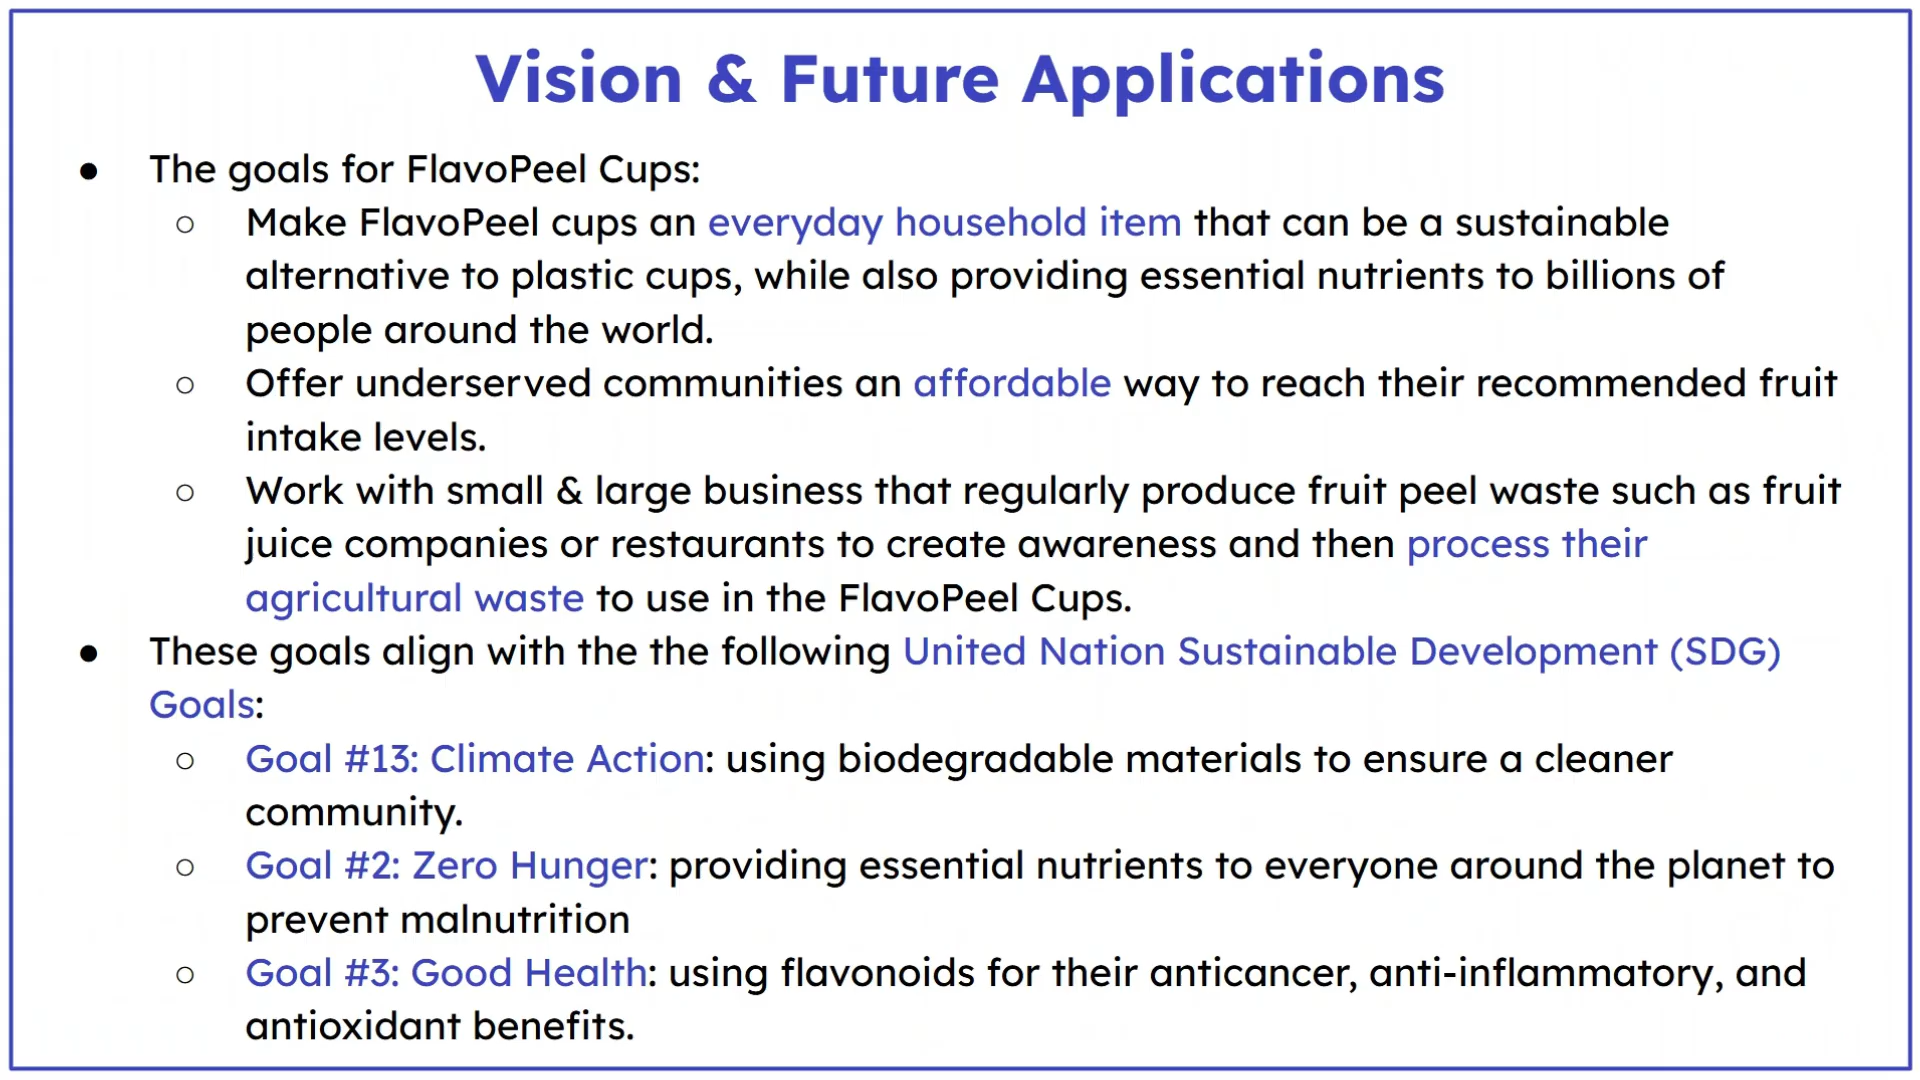 Vision & Future Applications
● The goals for FlavoPeel Cups:
○ Make FlavoPeel cups an everyday household item that can be a sustainable
alternative to plastic cups, while also providing essential nutrients to billions of
people around the world.
○ Offer underserved communities an affordable way to reach their recommended fruit
intake levels.
○ Work with small & large business that regularly produce fruit peel waste such as fruit
juice companies or restaurants to create awareness and then process their
agricultural waste to use in the FlavoPeel Cups.
● These goals align with the the following United Nation Sustainable Development (SDG)
Goals:
○ Goal #13: Climate Action: using biodegradable materials to ensure a cleaner
community.
○ Goal #2: Zero Hunger: providing essential nutrients to everyone around the planet to
prevent malnutrition
○ Goal #3: Good Health: using flavonoids for their anticancer, anti-inflammatory, and
antioxidant benefits.